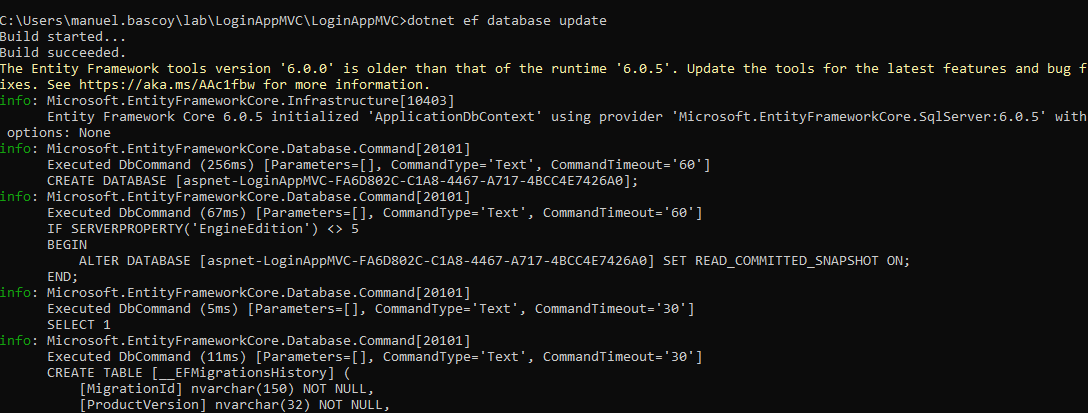 C:\Users\manuel.bascoy\lab\LoginAppMVC\LoginAppMVC>dotnet ef database update
Build started...
Build succeeded.
The Entity Framework tools version '6.0.0' is older than that of the runtime '6.0.5'. Update the tools for the latest features and bug f
ixes. See https://aka.ms/AAc1fbw for more information.
info: Microsoft.EntityFrameworkCore.Infrastructure[10403]
      Entity Framework Core 6.0.5 initialized 'ApplicationDbContext' using provider 'Microsoft.EntityFrameworkCore.SqlServer:6.0.5' with
 options: None
info: Microsoft.EntityFrameworkCore.Database.Command[20101]
      Executed DbCommand (256ms) [Parameters=[], CommandType='Text', CommandTimeout='60']
      CREATE DATABASE [aspnet-LoginAppMVC-FA6D802C-C1A8-4467-A717-4BCC4E7426A0];
info: Microsoft.EntityFrameworkCore.Database.Command[20101]
      Executed DbCommand (67ms) [Parameters=[], CommandType='Text', CommandTimeout='60']
      IF SERVERPROPERTY('EngineEdition') <> 5
      BEGIN
          ALTER DATABASE [aspnet-LoginAppMVC-FA6D802C-C1A8-4467-A717-4BCC4E7426A0] SET READ_COMMITTED_SNAPSHOT ON;
      END;
info: Microsoft.EntityFrameworkCore.Database.Command[20101]
      Executed DbCommand (5ms) [Parameters=[], CommandType='Text', CommandTimeout='30']
      SELECT 1
info: Microsoft.EntityFrameworkCore.Database.Command[20101]
      Executed DbCommand (11ms) [Parameters=[], CommandType='Text', CommandTimeout='30']
      CREATE TABLE [__EFMigrationsHistory] (
          [MigrationId] nvarchar(150) NOT NULL,
          [ProductVersion] nvarchar(32) NOT NULL,